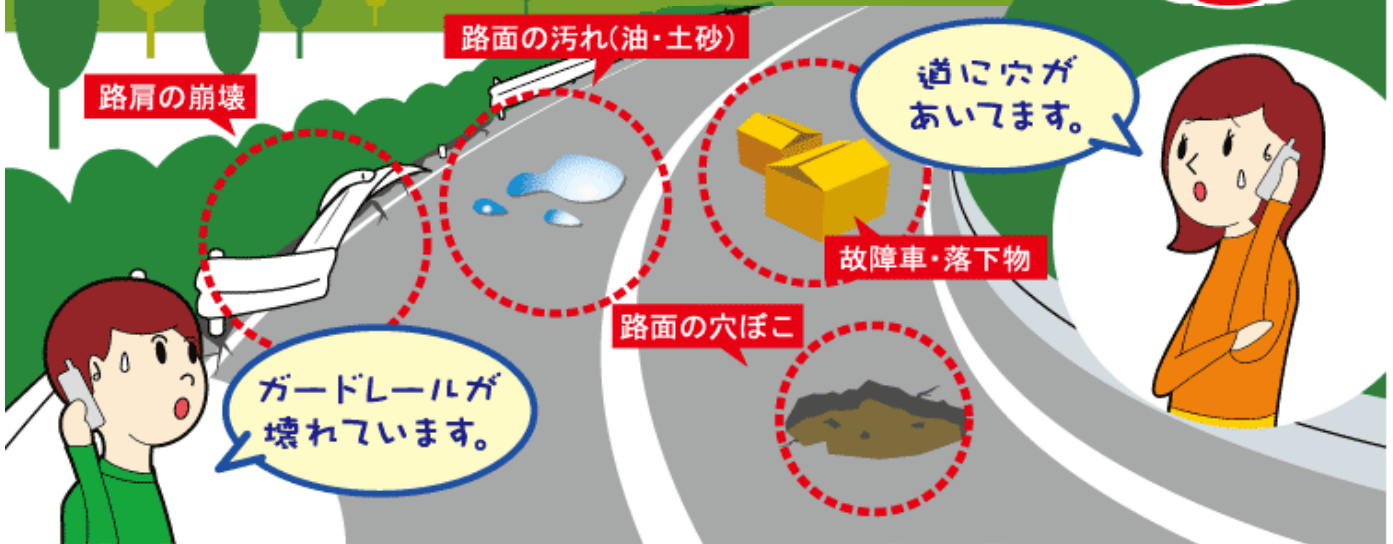 路面の汚れ(油・土砂)
路肩の崩壊
道に穴が
あいてます。
故障車・落下物
路面の穴ぼこ
ガードレールが
壊れています。